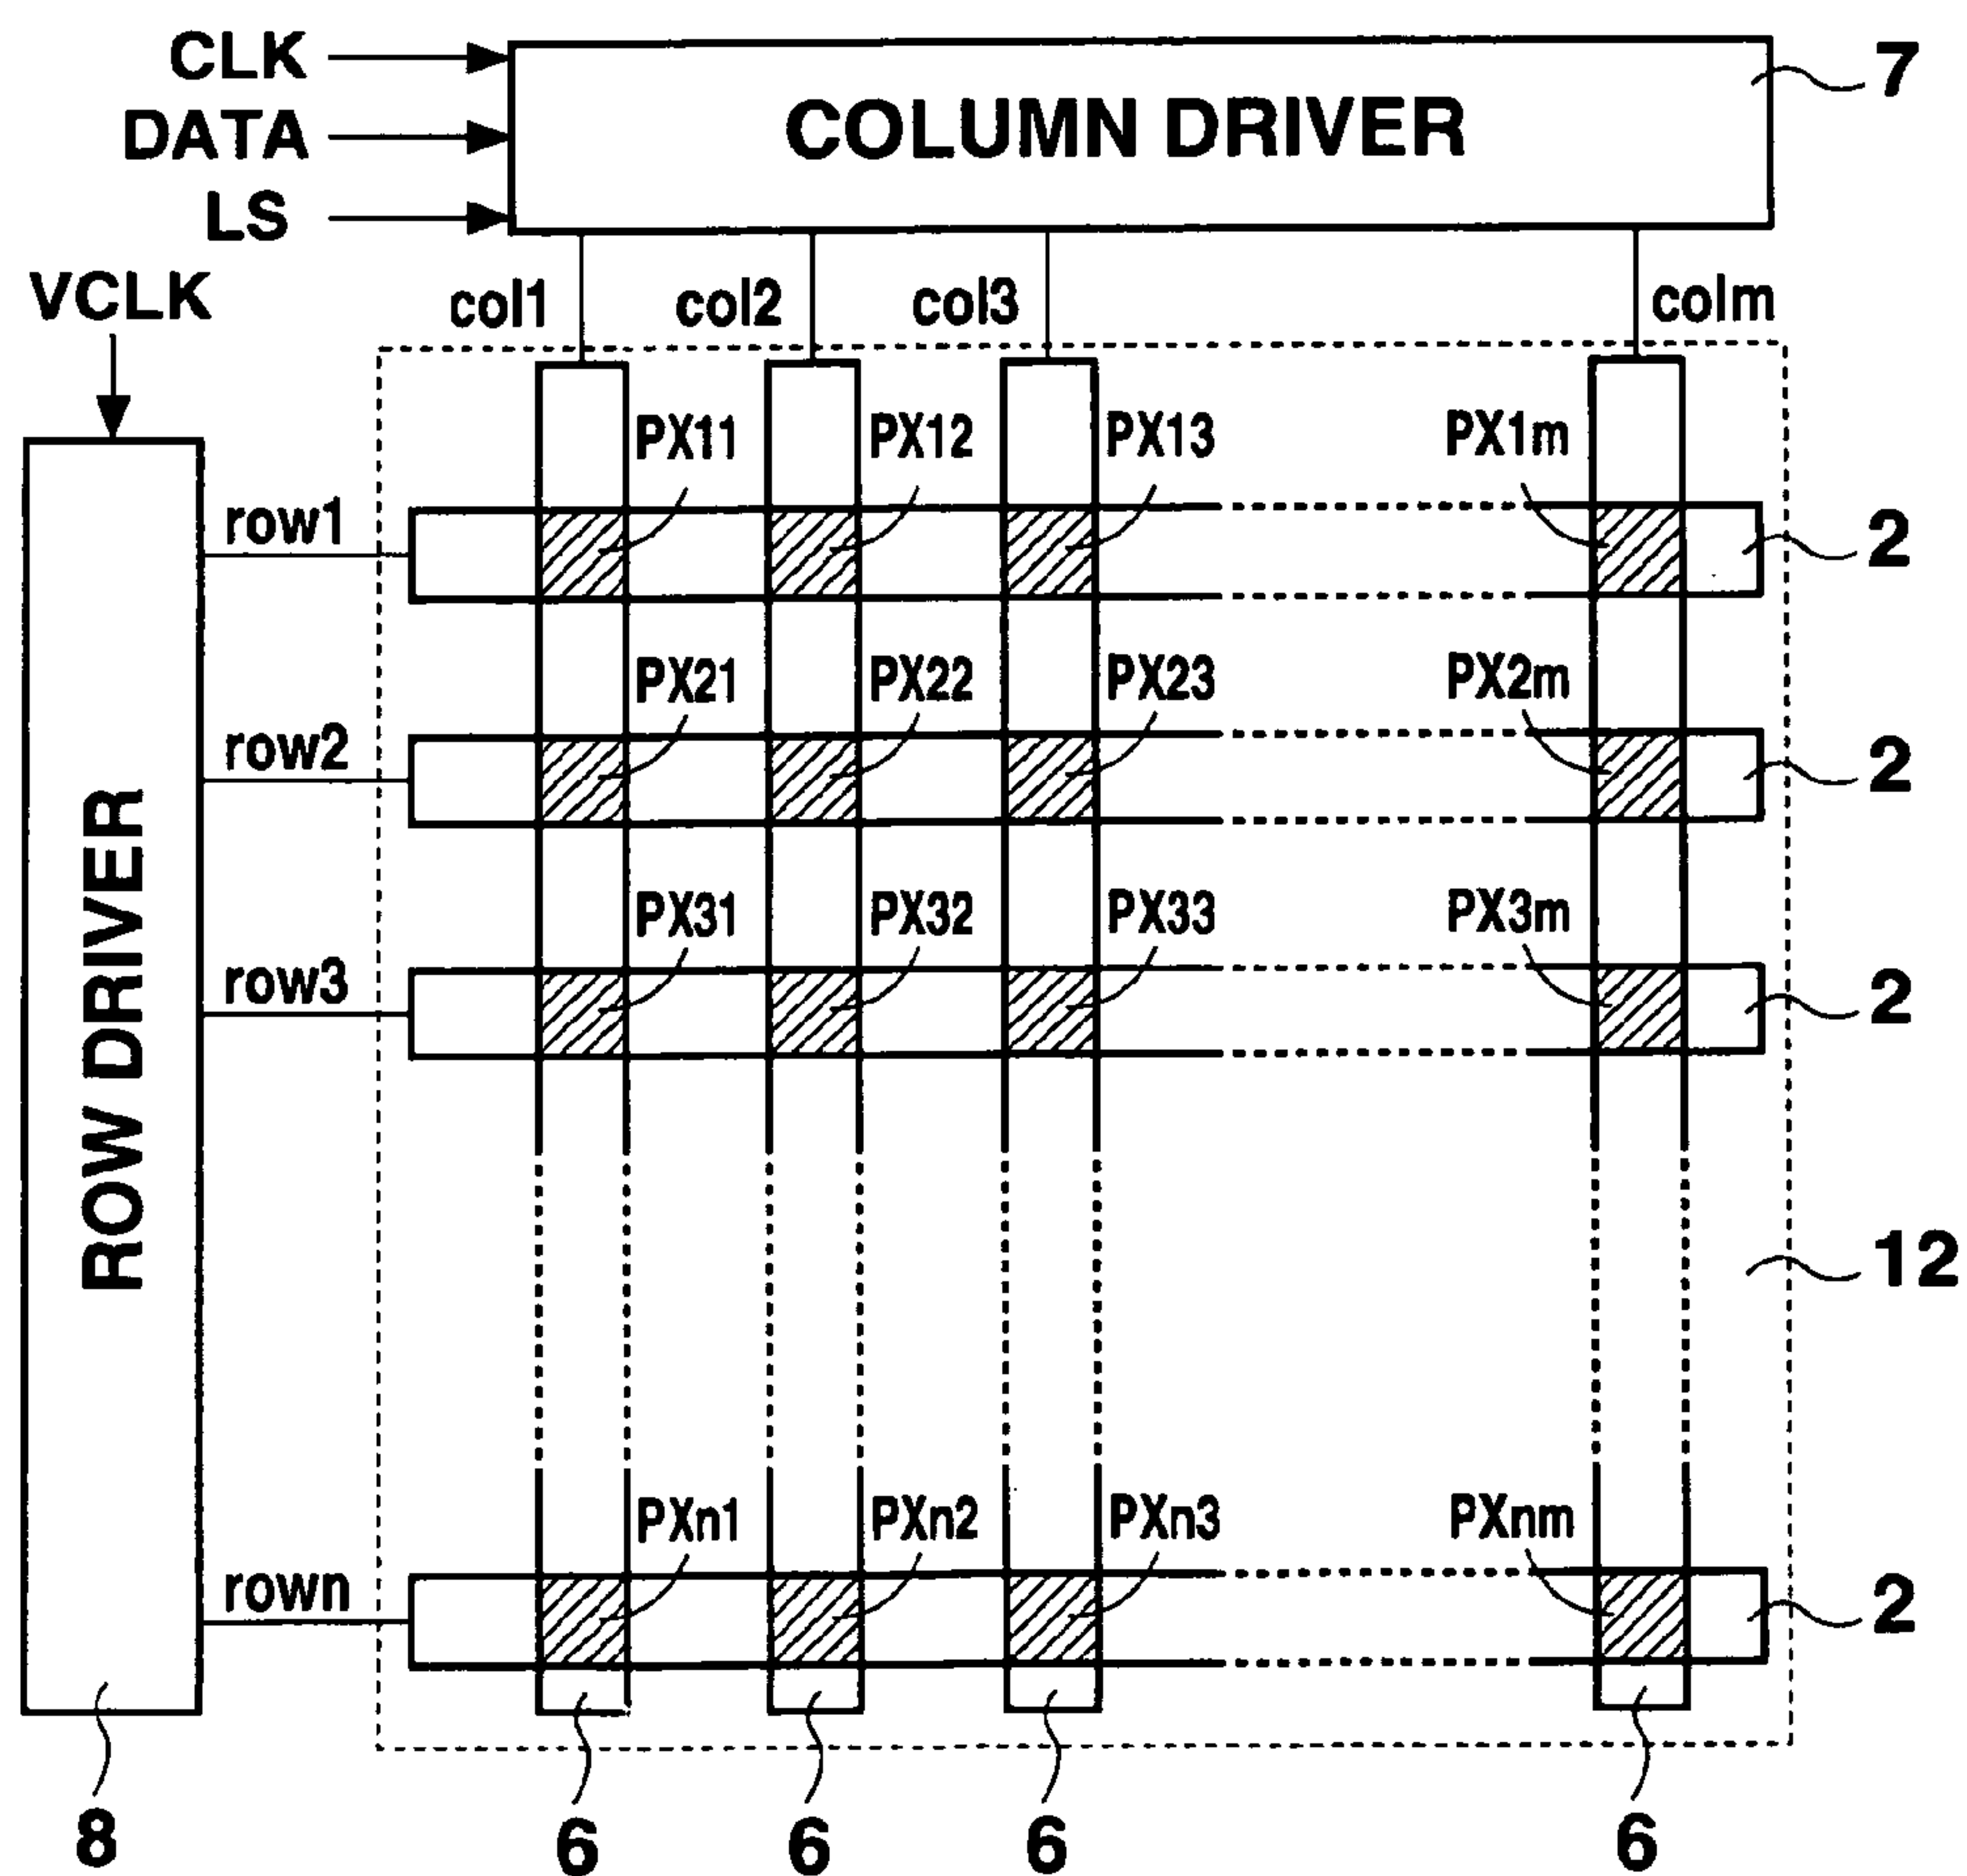 CLK
7
COLUMN DRIVER
DATA
LS
VCLK
col1 col2 col3 colm
PX11 PX12 PX13 PX1m
row1 2
PX21 PX22 PX23 PX2m
row2 2
PX31 PX32 PX33 PX3m
row3 2
ROW DRIVER
12
PXn1 PXn2 PXn3 PXnm
rown 2
8 6 6 6 6